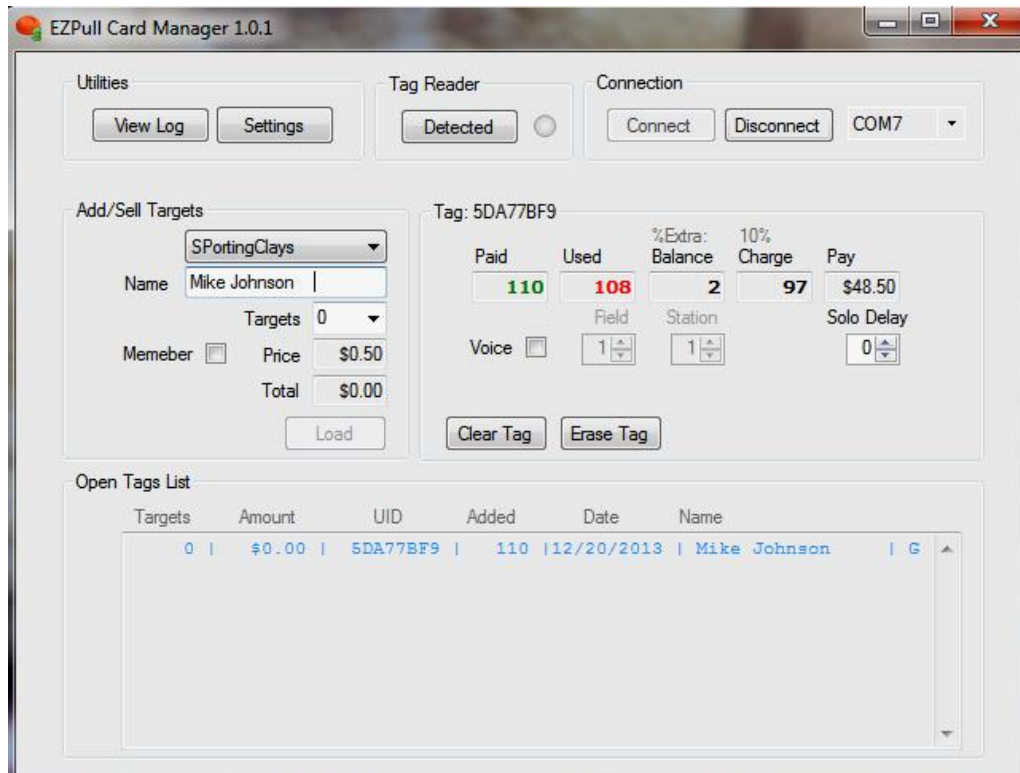 EZPull Card Manager 1.0.1
Utilities
View Log Settings
Tag Reader
Detected
Connection
Connect Disconnect COM7
Add/Sell Targets
SPortingClays
Name Mike Johnson
Targets 0
Memeber Price $0.50
Total $0.00
Load
Tag: 5DA77BF9
%Extra: 10%
Paid Used Balance Charge Pay
110 108 2 97 $48.50
Field Station Solo Delay
Voice 1 1 0
Clear Tag Erase Tag
Open Tags List
Targets Amount UID Added Date Name
0 | $0.00 | 5DA77BF9 | 110 |12/20/2013 | Mike Johnson | G